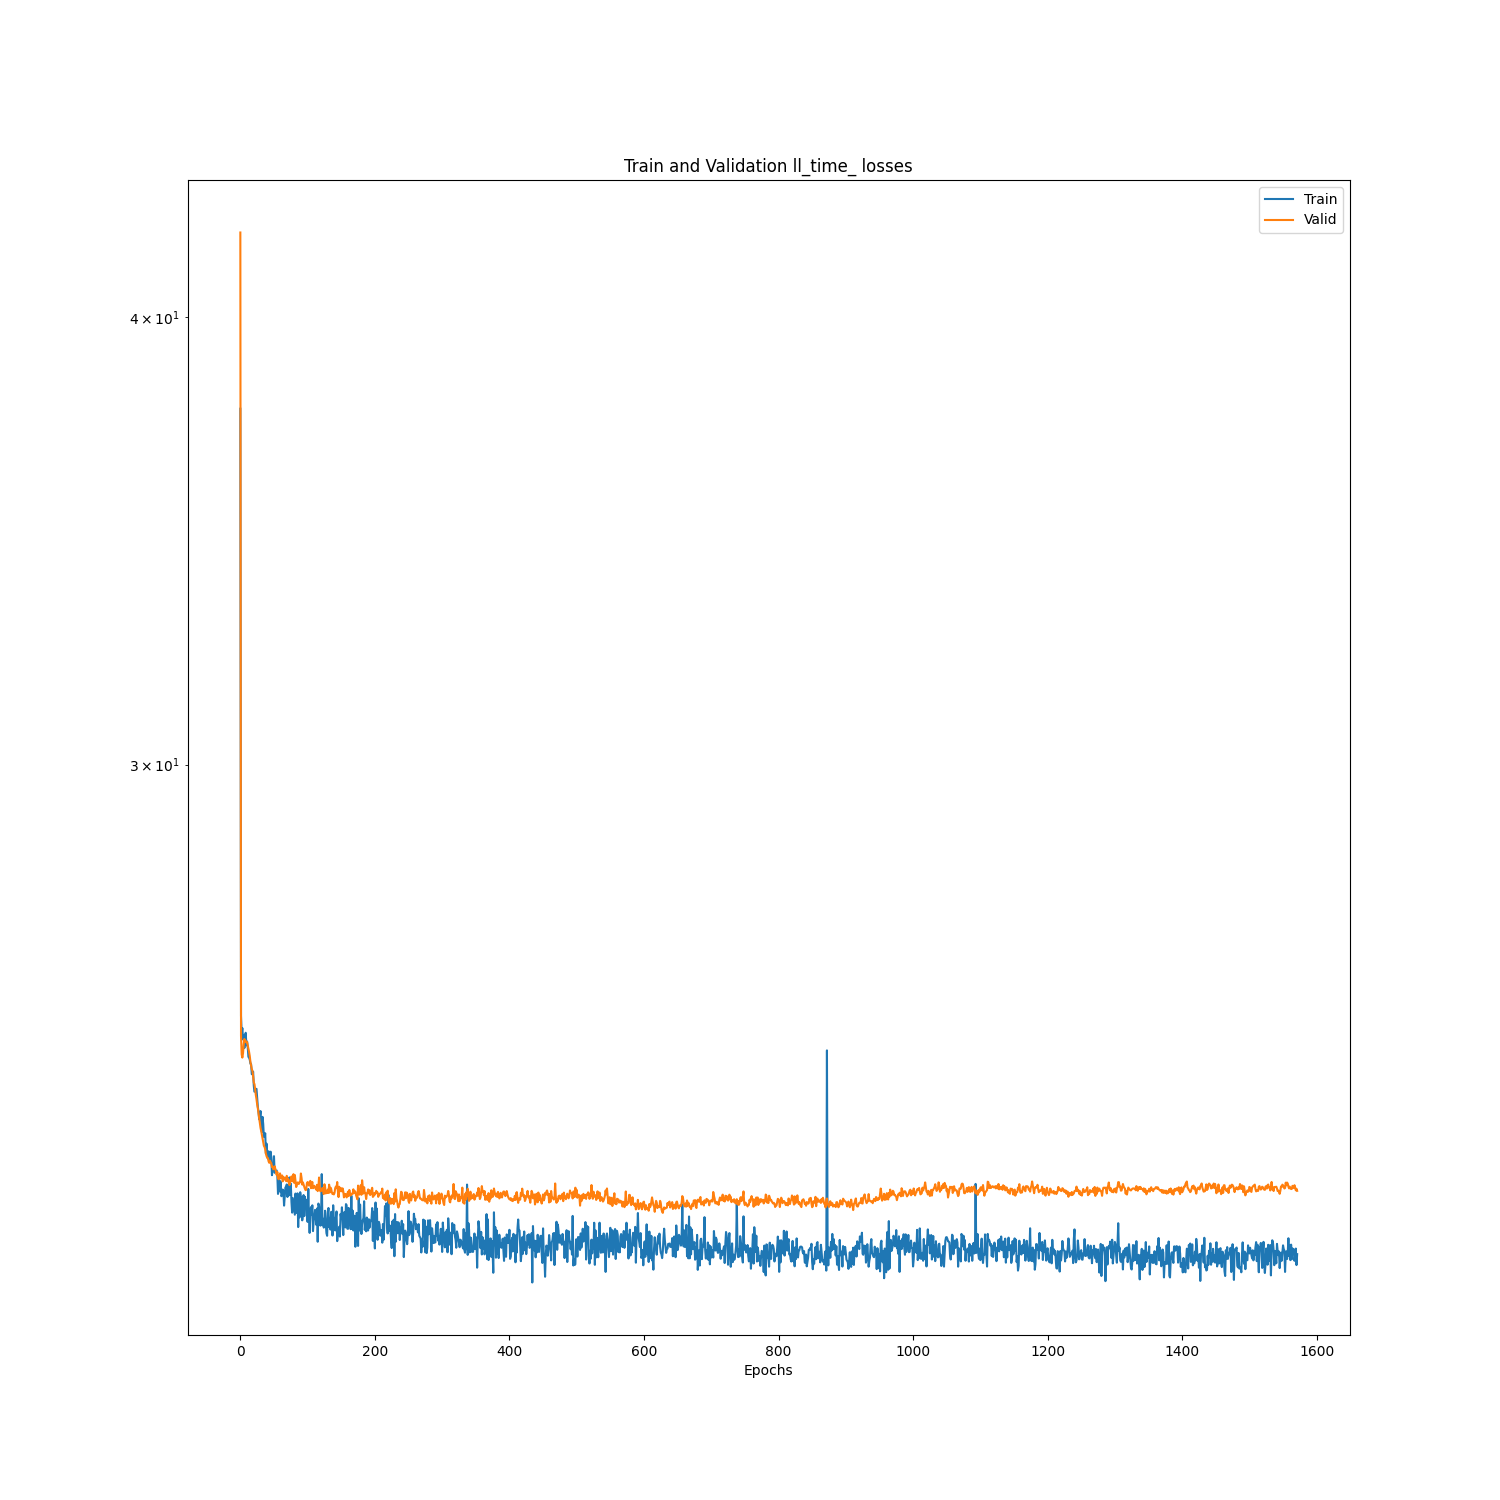 Train and Validation ll_time_ losses
Train
Valid
4 × 10¹
3 × 10¹
0 200 400 600 800 1000 1200 1400 1600
Epochs